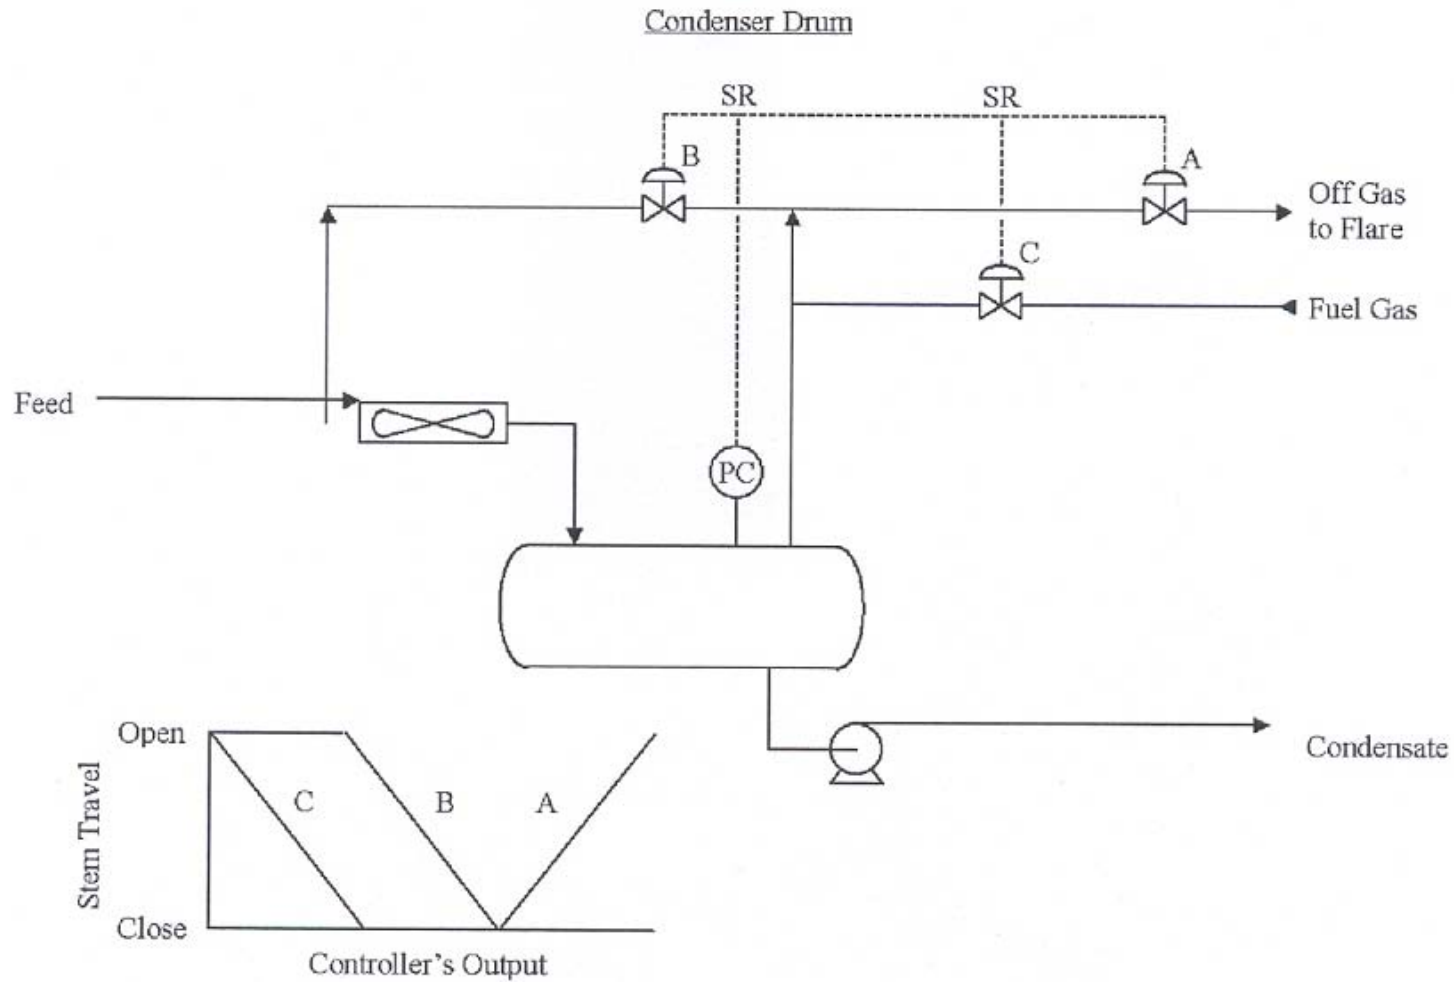 Condenser Drum
SR
SR
B
A
Off Gas
to Flare
C
Fuel Gas
Feed
PC
Open
C
B
A
Stem Travel
Close
Controller's Output
Condensate